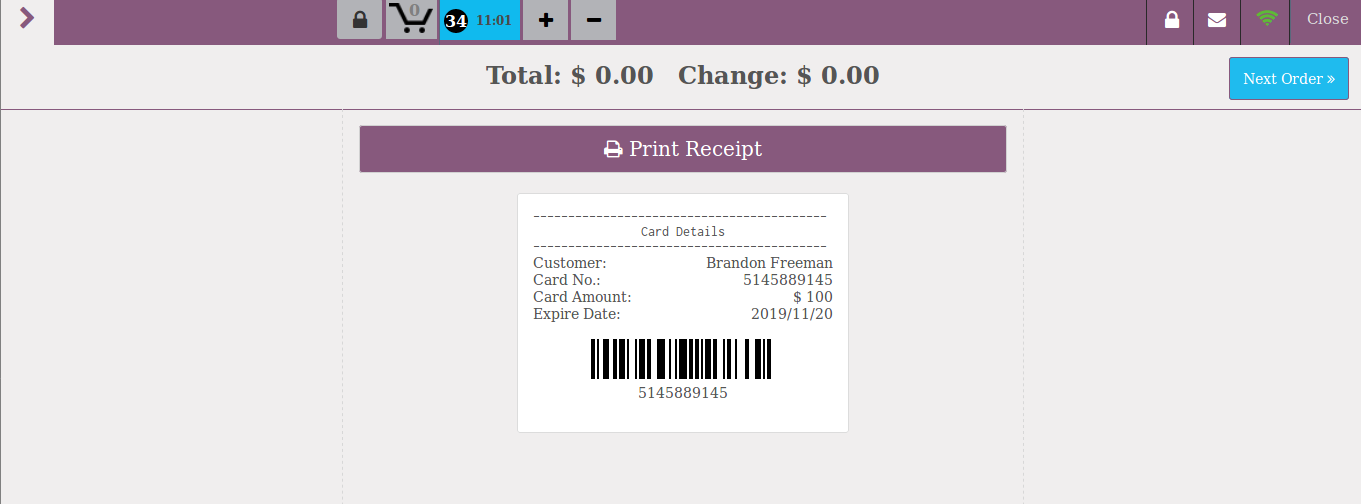 0
34 11:01 + −
Close
Total: $ 0.00 Change: $ 0.00
Next Order »
Print Receipt
------------------------------------------
Card Details
------------------------------------------
Customer: Brandon Freeman
Card No.: 5145889145
Card Amount: $ 100
Expire Date: 2019/11/20
5145889145